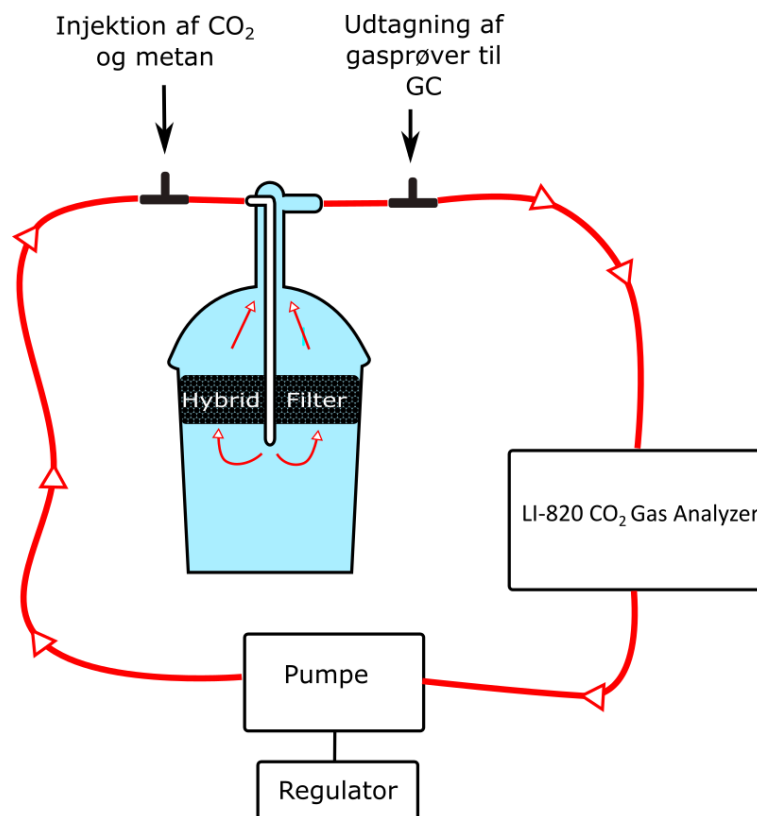 Injektion af CO₂
og metan
Udtagning af
gasprøver til
GC
Hybrid Filter
LI-820 CO₂ Gas Analyzer
Pumpe
Regulator